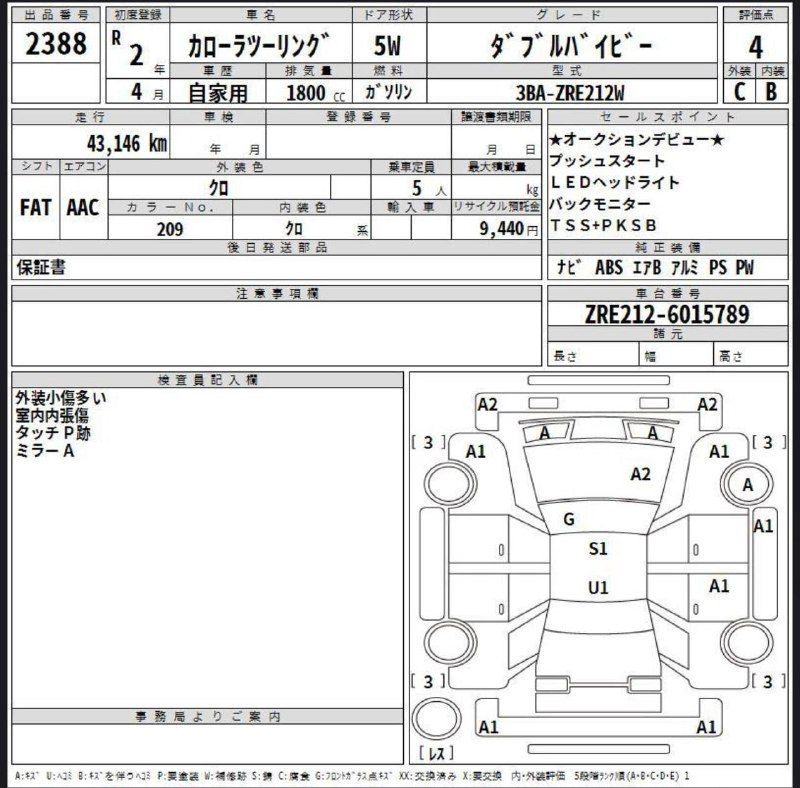 出品番号 初度登録 車名 ドア形状 グレード 評価点
2388 R 2 年 カローラツーリング 5W ダブルバイビー 4
車歴 排気量 燃料 型式 外装 内装
4 月 自家用 1800 cc ガソリン 3BA-ZRE212W C B
走行 車検 登録番号 譲渡書類期限 セールスポイント
43,146 km 年 月 月 日
★オークションデビュー★
プッシュスタート
LEDヘッドライト
バックモニター
TSS+PKSB
シフト エアコン 外装色 乗車定員 最大積載量
FAT AAC クロ 5 人 kg
カラーNo. 内装色 輸入車 リサイクル預託金
209 クロ 系 9,440円
後日発送部品 純正装備
保証書 ナビ ABS エアB アルミ PS PW
注意事項欄 車台番号
ZRE212-6015789
諸元
長さ 幅 高さ
検査員記入欄
外装小傷多い
室内内張傷
タッチP跡
ミラーA
A2 A2
A A
[ 3 ] [ 3 ]
A1 A1
A2 A
G A1
S1
U1 A1
[ 3 ] [ 3 ]
事務局よりご案内
A1 A1
[ レス ]
A:キズ U:ヘコミ B:キズを伴うヘコミ P:要塗装 W:補修跡 S:錆 C:腐食 G:フロントガラス点キズ XX:交換済み X:要交換 内・外装評価 5段階ランク順(A・B・C・D・E) 1